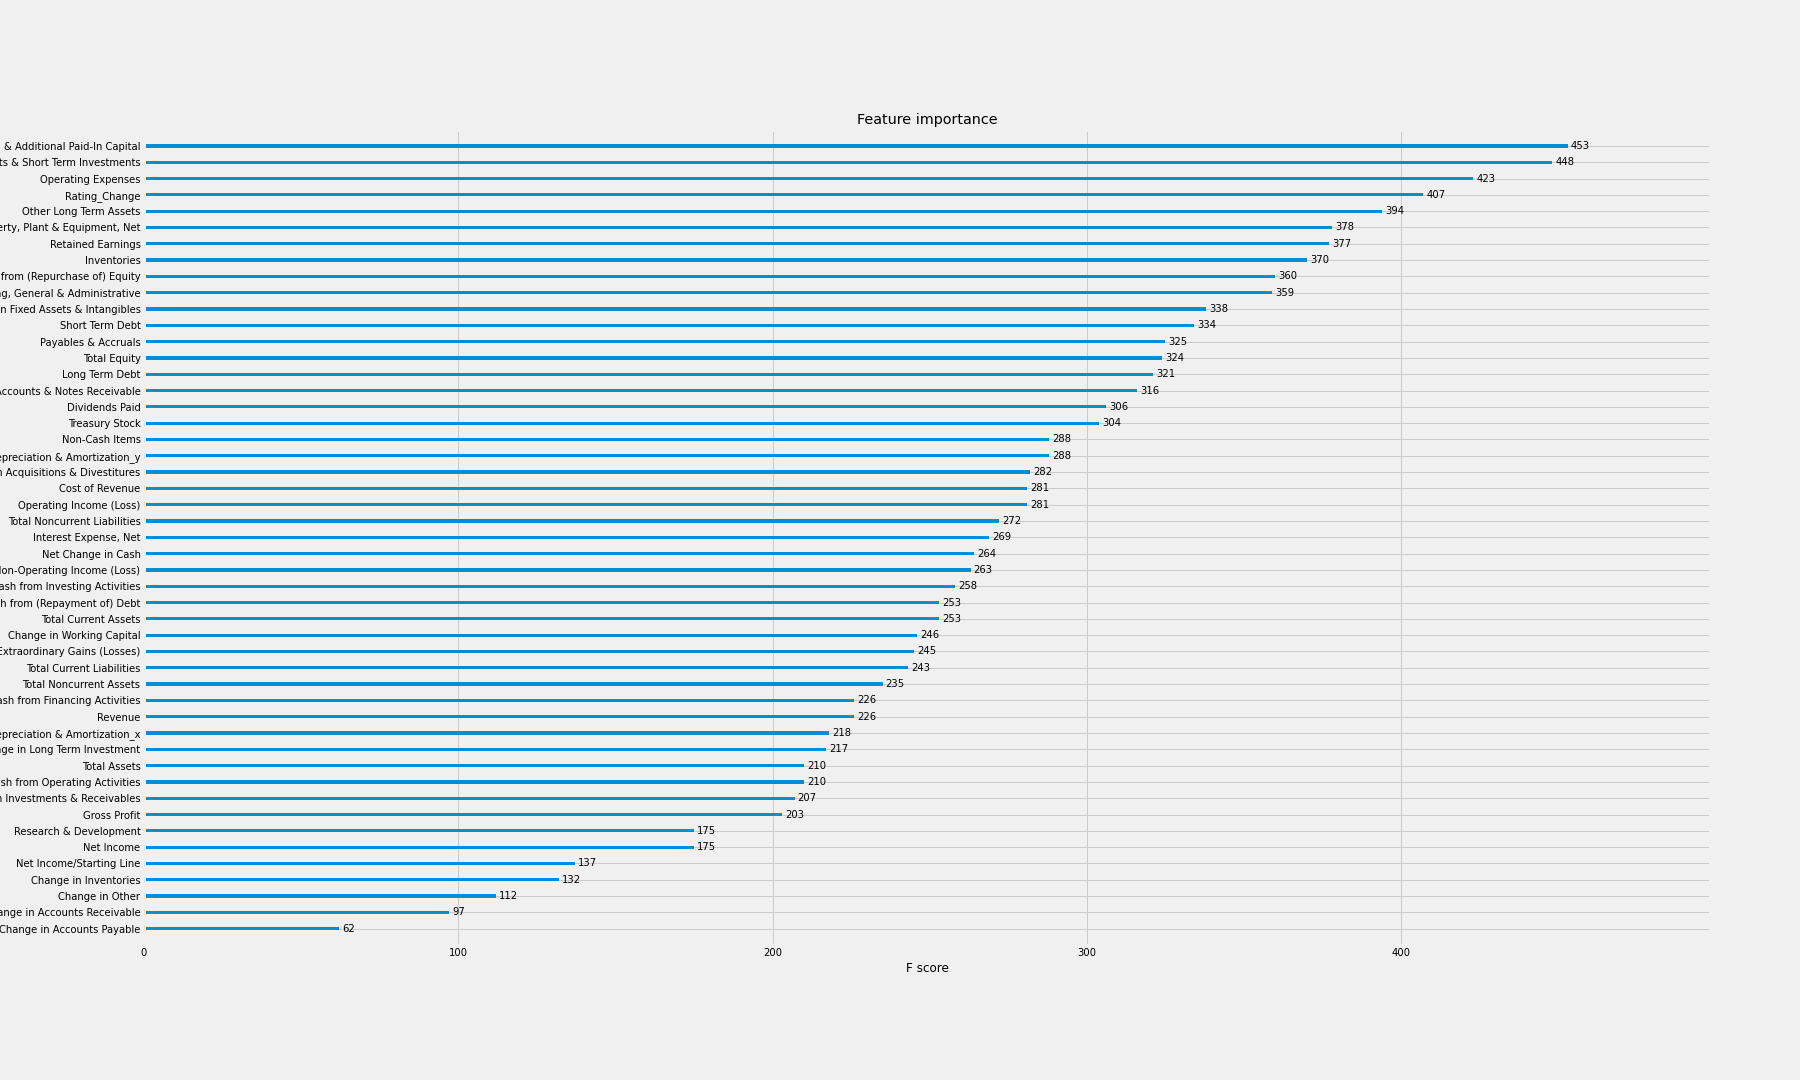 Feature importance
& Additional Paid-In Capital 453
ts & Short Term Investments 448
Operating Expenses 423
Rating_Change 407
Other Long Term Assets 394
erty, Plant & Equipment, Net 378
Retained Earnings 377
Inventories 370
from (Repurchase of) Equity 360
g, General & Administrative 359
n Fixed Assets & Intangibles 338
Short Term Debt 334
Payables & Accruals 325
Total Equity 324
Long Term Debt 321
Accounts & Notes Receivable 316
Dividends Paid 306
Treasury Stock 304
Non-Cash Items 288
epreciation & Amortization_y 288
n Acquisitions & Divestitures 282
Cost of Revenue 281
Operating Income (Loss) 281
Total Noncurrent Liabilities 272
Interest Expense, Net 269
Net Change in Cash 264
Non-Operating Income (Loss) 263
ash from Investing Activities 258
h from (Repayment of) Debt 253
Total Current Assets 253
Change in Working Capital 246
Extraordinary Gains (Losses) 245
Total Current Liabilities 243
Total Noncurrent Assets 235
ash from Financing Activities 226
Revenue 226
epreciation & Amortization_x 218
ge in Long Term Investment 217
Total Assets 210
sh from Operating Activities 210
n Investments & Receivables 207
Gross Profit 203
Research & Development 175
Net Income 175
Net Income/Starting Line 137
Change in Inventories 132
Change in Other 112
ange in Accounts Receivable 97
Change in Accounts Payable 62
0 100 200 300 400
F score